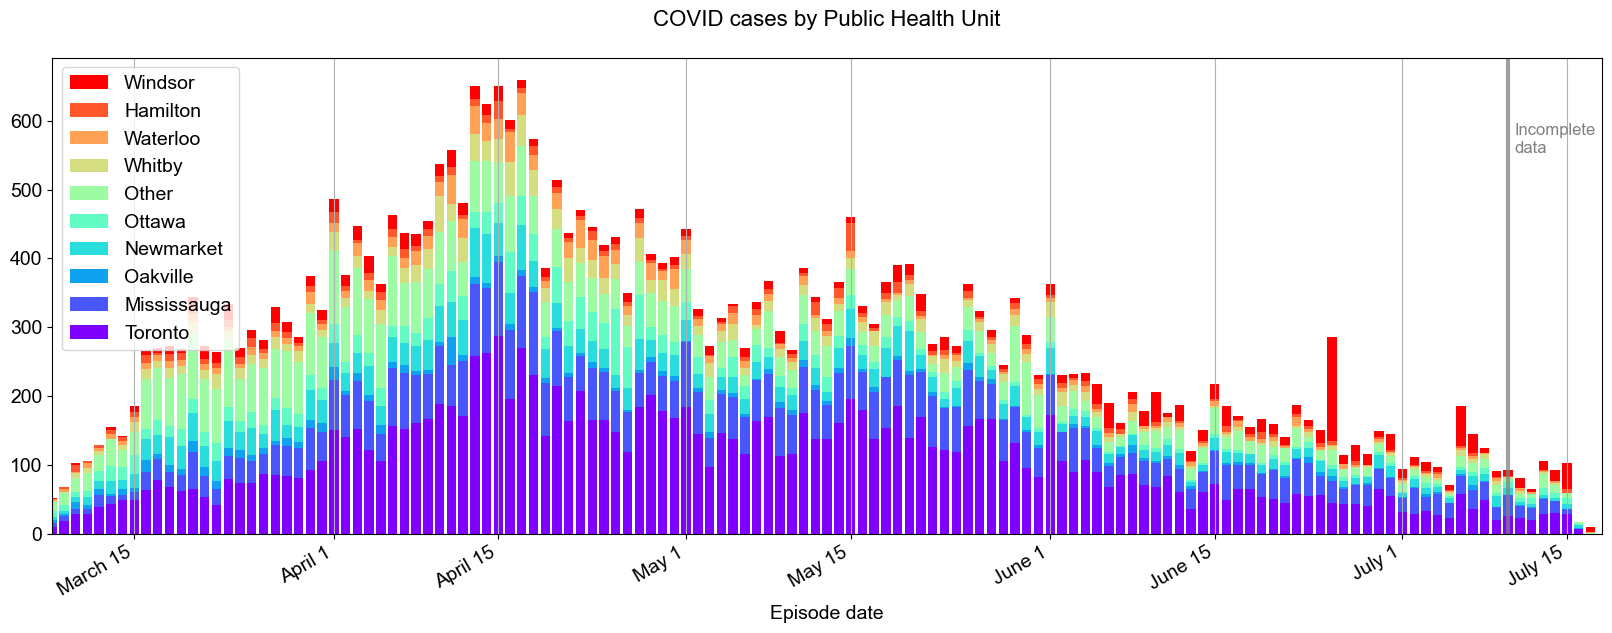 COVID cases by Public Health Unit
Windsor
Hamilton
Waterloo
Whitby
Other
Ottawa
Newmarket
Oakville
Mississauga
Toronto
Incomplete
data
600
500
400
300
200
100
0
March 15
April 1
April 15
May 1
May 15
June 1
June 15
July 1
July 15
Episode date